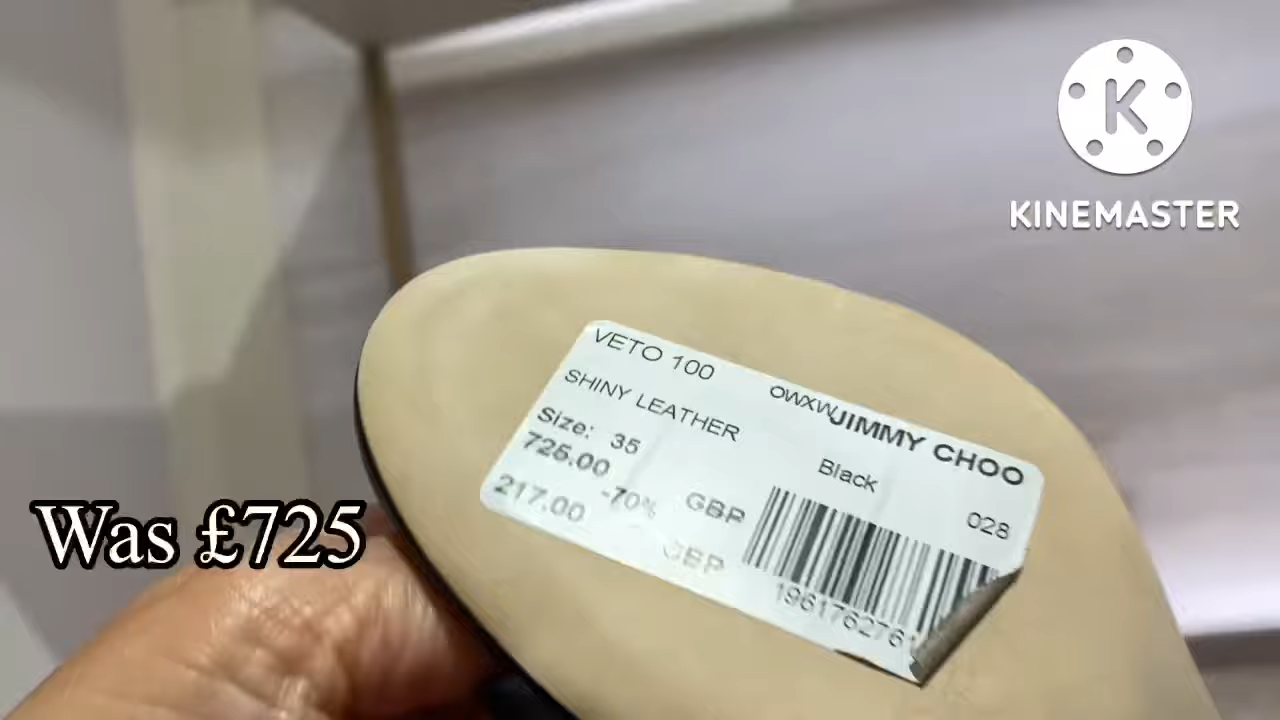 K
KINEMASTER
VETO 100
OWXW JIMMY CHOO
SHINY LEATHER
Black
Size: 35
028
725.00 GBP
-70%
217.00 GBP
Was £725